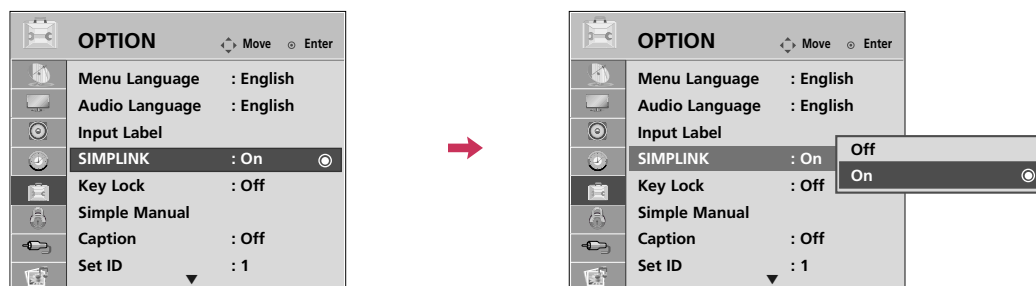 OPTION Move Enter
Menu Language : English
Audio Language : English
Input Label
SIMPLINK : On
Key Lock : Off
Simple Manual
Caption : Off
Set ID : 1
OPTION Move Enter
Menu Language : English
Audio Language : English
Input Label
SIMPLINK : On
Key Lock : Off
Simple Manual
Caption : Off
Set ID : 1
Off
On